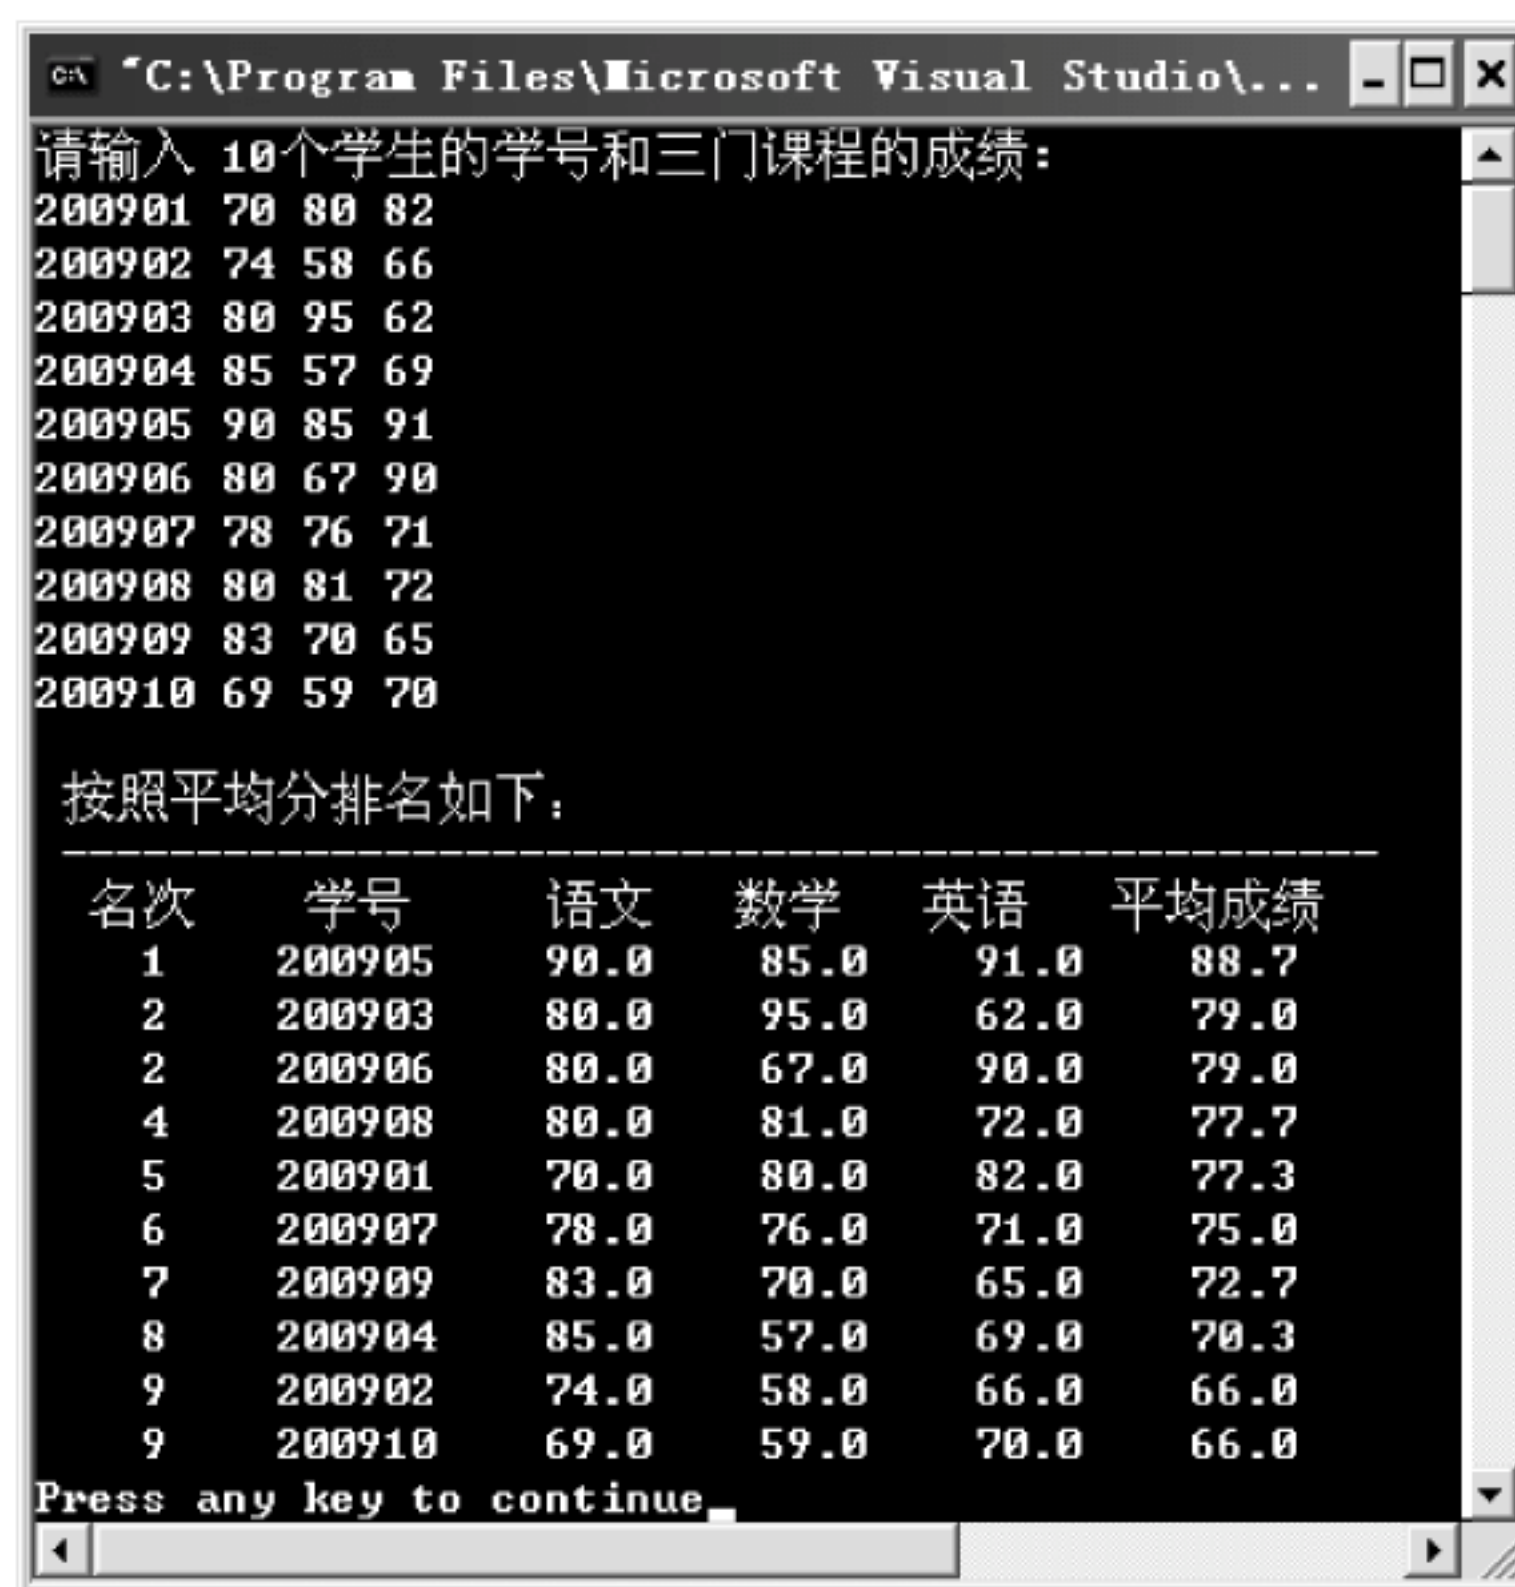 "C:\Program Files\Microsoft Visual Studio\...
请输入 10个学生的学号和三门课程的成绩:
200901 70 80 82
200902 74 58 66
200903 80 95 62
200904 85 57 69
200905 90 85 91
200906 80 67 90
200907 78 76 71
200908 80 81 72
200909 83 70 65
200910 69 59 70
按照平均分排名如下：
-------------------------------------------------
名次 学号 语文 数学 英语 平均成绩
1 200905 90.0 85.0 91.0 88.7
2 200903 80.0 95.0 62.0 79.0
2 200906 80.0 67.0 90.0 79.0
4 200908 80.0 81.0 72.0 77.7
5 200901 70.0 80.0 82.0 77.3
6 200907 78.0 76.0 71.0 75.0
7 200909 83.0 70.0 65.0 72.7
8 200904 85.0 57.0 69.0 70.3
9 200902 74.0 58.0 66.0 66.0
9 200910 69.0 59.0 70.0 66.0
Press any key to continue_